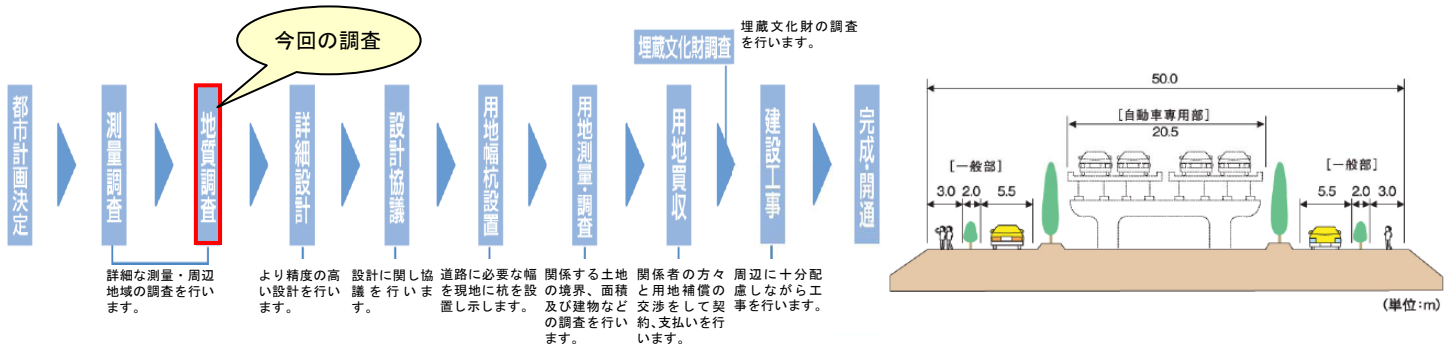 今回の調査
都市計画決定
測量調査
地質調査
詳細設計
設計協議
用地幅杭設置
用地測量・調査
用地買収
埋蔵文化財調査
建設工事
完成・開通
詳細な測量・周辺
地域の調査を行い
ます。
より精度の高
い設計を行い
ます。
設計に関し協
議を行いま
す。
道路に必要な幅
を現地に杭を設
置し示します。
関係する土地
の境界、面積
及び建物など
の調査を行い
ます。
関係者の方々
と用地補償の
交渉をして契
約、支払いを行
います。
埋蔵文化財の調査
を行います。
周辺に十分配
慮しながら工
事を行います。
50.0
[自動車専用部]
20.5
[一般部]
3.0 2.0 5.5
[一般部]
5.5 2.0 3.0
(単位:m)